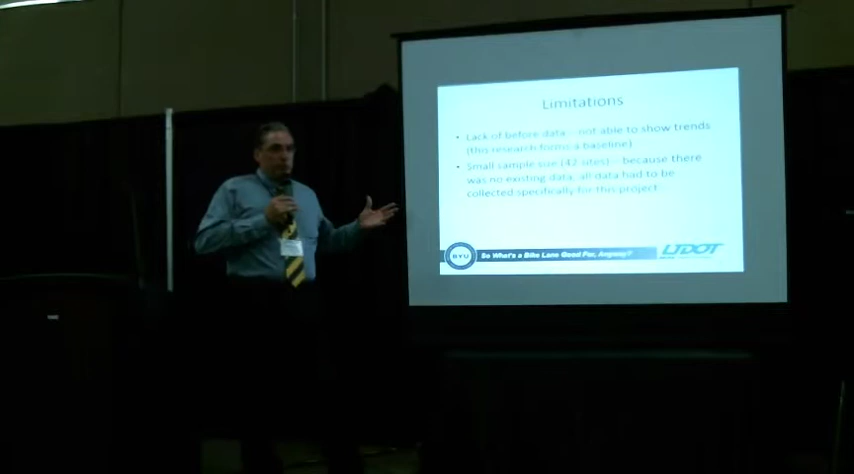 Limitations
• Lack of before data – not able to show trends
(this research forms a baseline)
• Small sample size (42 sites) – because there
was no existing data, all data had to be
collected specifically for this project
BYU
So What's a Bike Lane Good For, Anyway?
UDOT